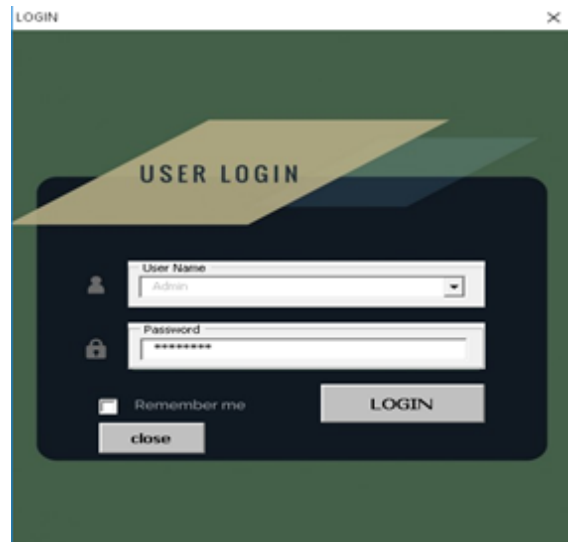 LOGIN
USER LOGIN
User Name
Admin
Password
********
Remember me
LOGIN
close